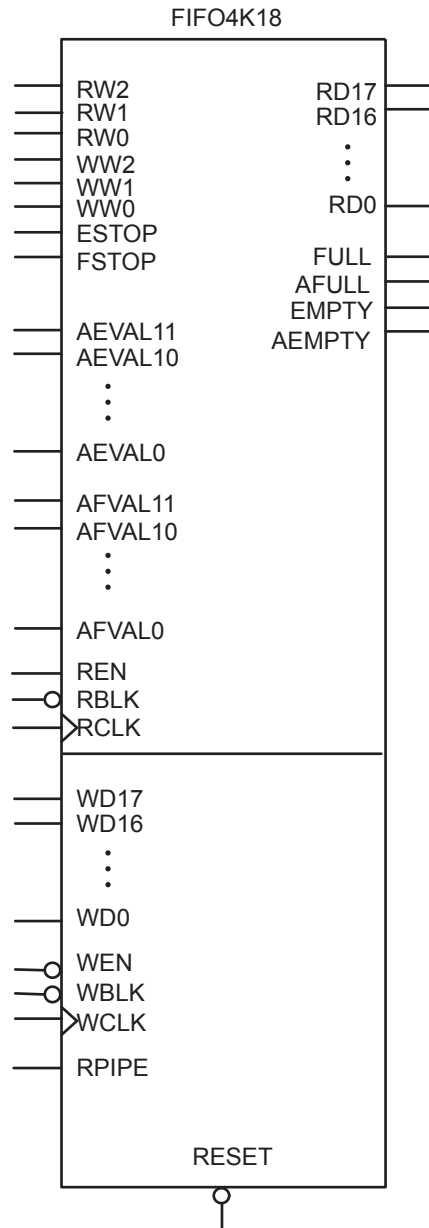 FIFO4K18
RW2
RW1
RW0
WW2
WW1
WW0
ESTOP
FSTOP
AEVAL11
AEVAL10
AEVAL0
AFVAL11
AFVAL10
AFVAL0
REN
RBLK
RCLK
RD17
RD16
RD0
FULL
AFULL
EMPTY
AEMPTY
WD17
WD16
WD0
WEN
WBLK
WCLK
RPIPE
RESET